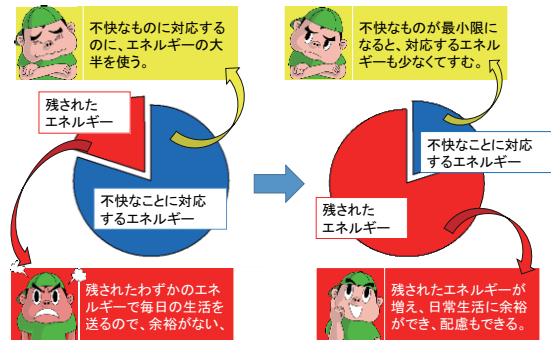 不快なものに対応する
のに、エネルギーの大
半を使う。
残された
エネルギー
不快なことに対応
するエネルギー
残されたわずかのエネ
ルギーで毎日の生活を
送るので、余裕がない、
不快なものが最小限に
なると、対応するエネル
ギーも少なくてすむ。
不快なことに対応
するエネルギー
残された
エネルギー
残されたエネルギーが
増え、日常生活に余裕
ができ、配慮もできる。